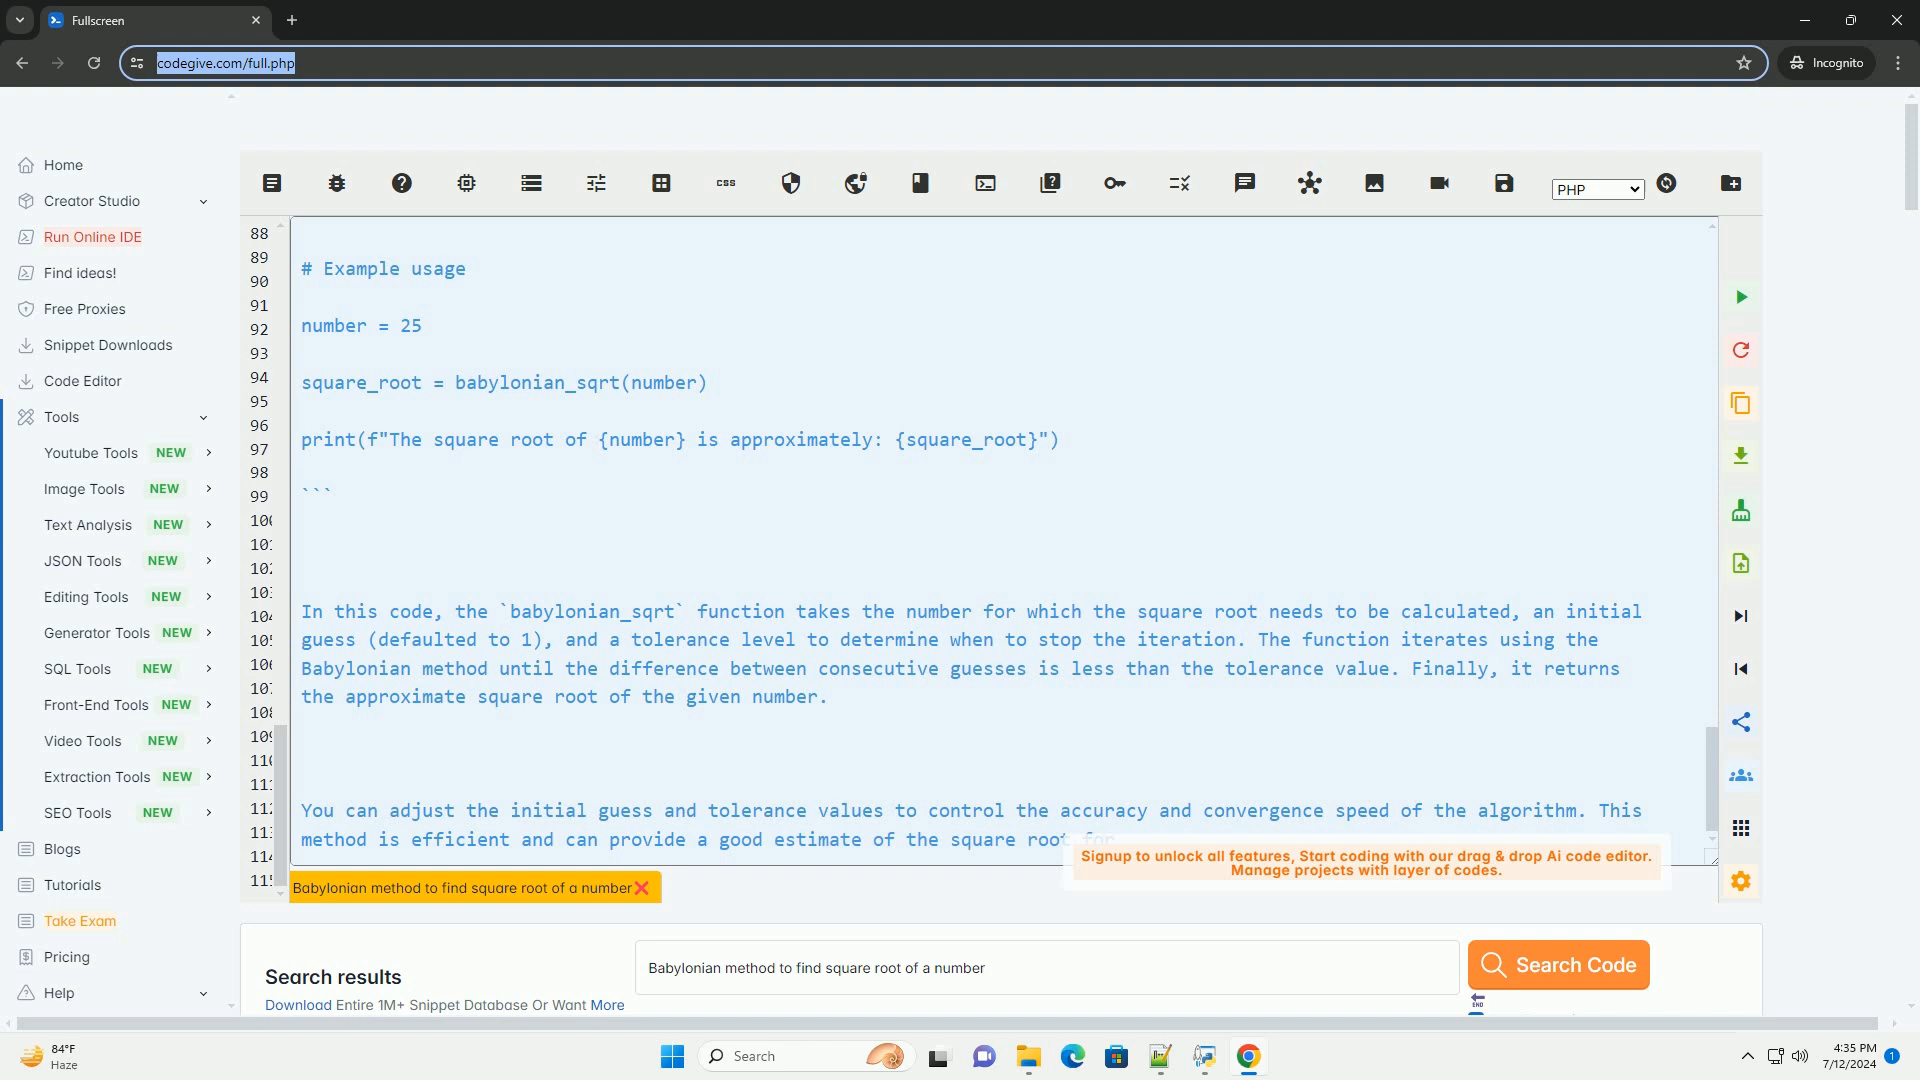 Fullscreen
codegive.com/full.php
Incognito
Home
Creator Studio
Run Online IDE
Find ideas!
Free Proxies
Snippet Downloads
Code Editor
Tools
Youtube Tools NEW
Image Tools NEW
Text Analysis NEW
JSON Tools NEW
Editing Tools NEW
Generator Tools NEW
SQL Tools NEW
Front-End Tools NEW
Video Tools NEW
Extraction Tools NEW
SEO Tools NEW
Blogs
Tutorials
Take Exam
Pricing
Help
css
PHP
88
89
90
91
92
93
94
95
96
97
98
99
# Example usage
number = 25
square_root = babylonian_sqrt(number)
print(f"The square root of {number} is approximately: {square_root}")
```
In this code, the `babylonian_sqrt` function takes the number for which the square root needs to be calculated, an initial
guess (defaulted to 1), and a tolerance level to determine when to stop the iteration. The function iterates using the
Babylonian method until the difference between consecutive guesses is less than the tolerance value. Finally, it returns
the approximate square root of the given number.
You can adjust the initial guess and tolerance values to control the accuracy and convergence speed of the algorithm. This
method is efficient and can provide a good estimate of the square root for
Signup to unlock all features, Start coding with our drag & drop Ai code editor.
Manage projects with layer of codes.
Babylonian method to find square root of a number
Search results
Download Entire 1M+ Snippet Database Or Want More
Babylonian method to find square root of a number
Search Code
END
84°F
Haze
Search
4:35 PM
7/12/2024
1